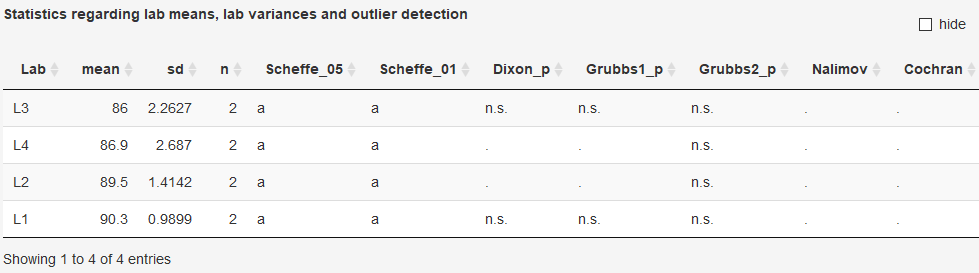 Statistics regarding lab means, lab variances and outlier detection
hide
Lab mean sd n Scheffe_05 Scheffe_01 Dixon_p Grubbs1_p Grubbs2_p Nalimov Cochran
L3 86 2.2627 2 a a n.s. n.s. n.s. . .
L4 86.9 2.687 2 a a . . n.s. . .
L2 89.5 1.4142 2 a a . . n.s. . .
L1 90.3 0.9899 2 a a n.s. n.s. n.s. . .
Showing 1 to 4 of 4 entries